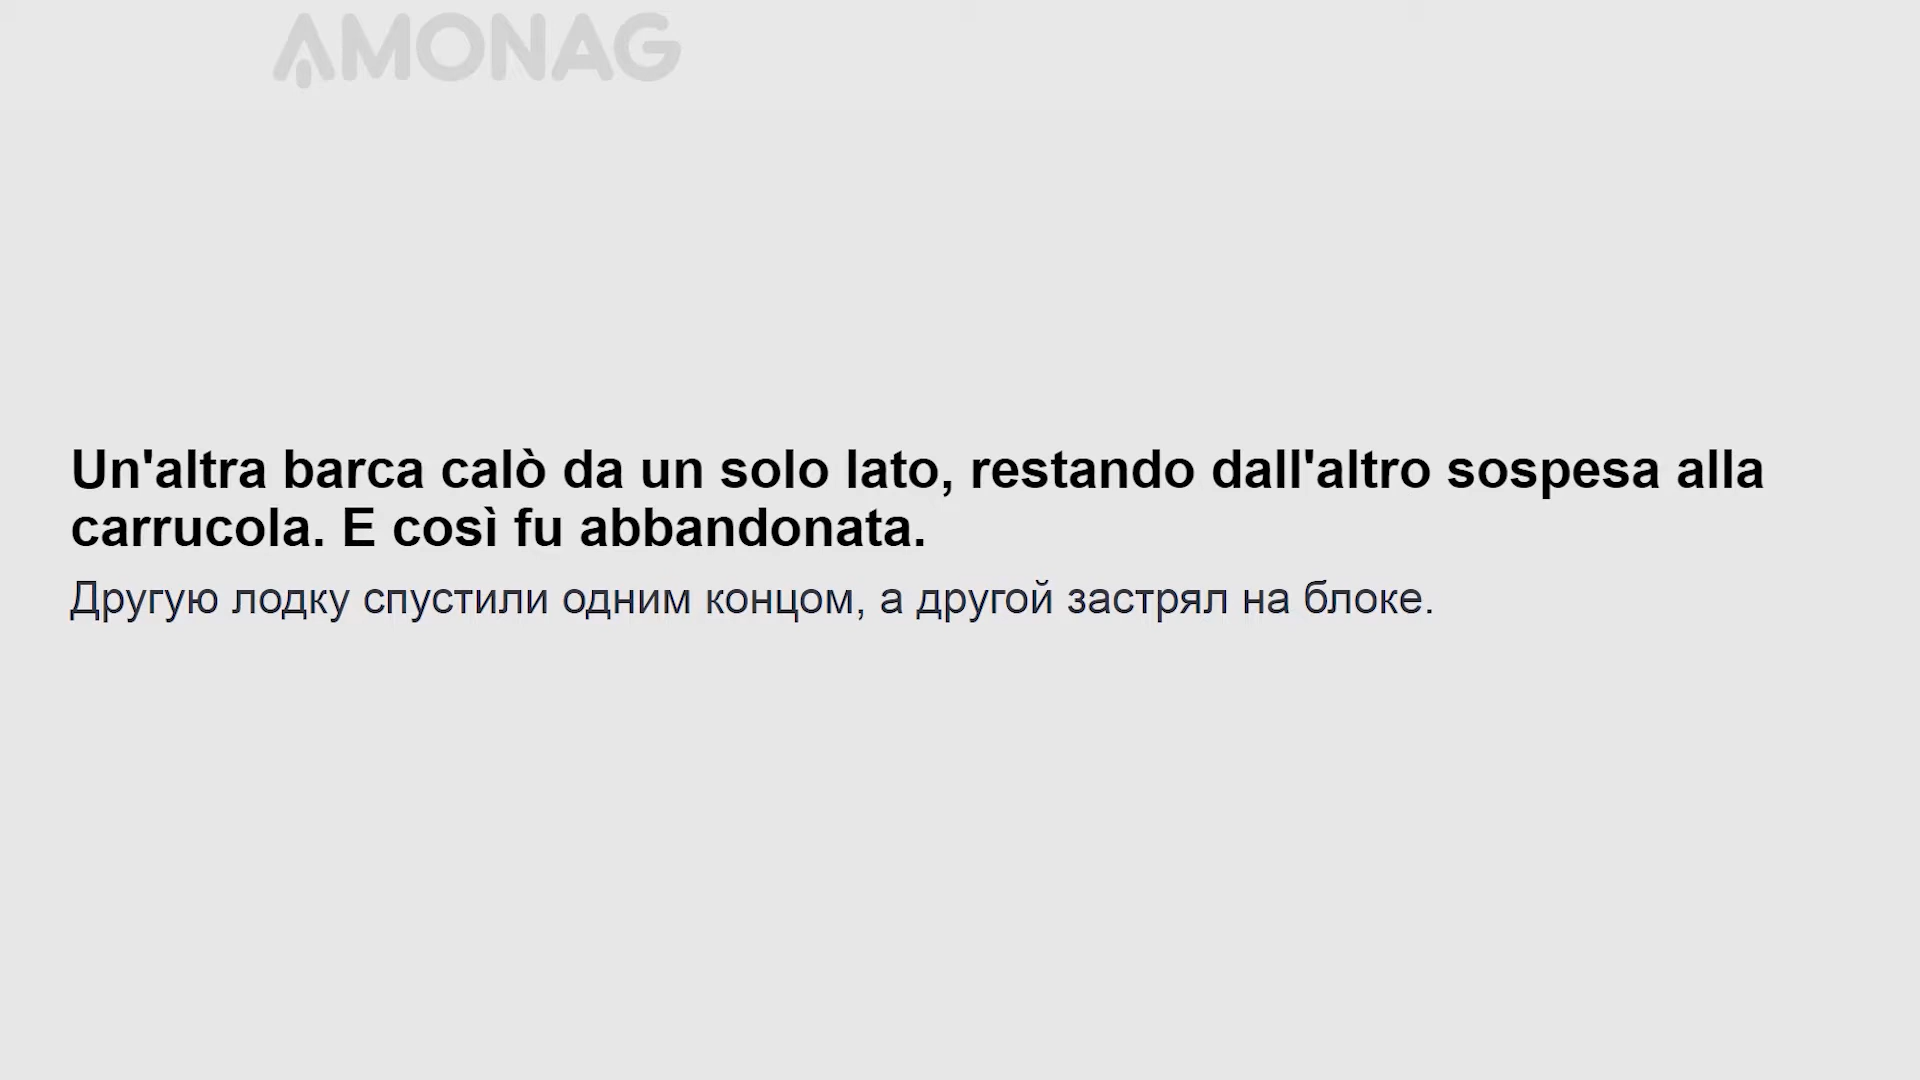 AMONAG
Un'altra barca calò da un solo lato, restando dall'altro sospesa alla
carrucola. E così fu abbandonata.
Другую лодку спустили одним концом, а другой застрял на блоке.